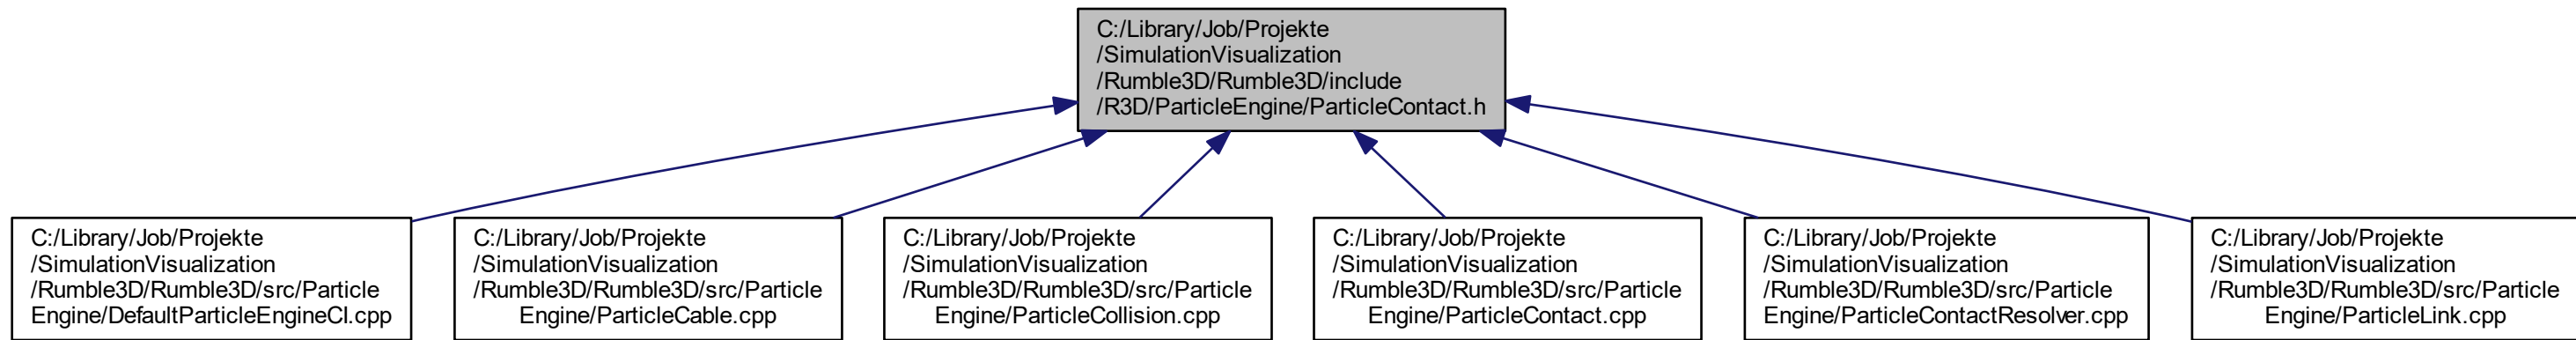 C:/Library/Job/Projekte
/SimulationVisualization
/Rumble3D/Rumble3D/include
/R3D/ParticleEngine/ParticleContact.h
C:/Library/Job/Projekte
/SimulationVisualization
/Rumble3D/Rumble3D/src/Particle
Engine/DefaultParticleEngineCI.cpp
C:/Library/Job/Projekte
/SimulationVisualization
/Rumble3D/Rumble3D/src/Particle
Engine/ParticleCable.cpp
C:/Library/Job/Projekte
/SimulationVisualization
/Rumble3D/Rumble3D/src/Particle
Engine/ParticleCollision.cpp
C:/Library/Job/Projekte
/SimulationVisualization
/Rumble3D/Rumble3D/src/Particle
Engine/ParticleContact.cpp
C:/Library/Job/Projekte
/SimulationVisualization
/Rumble3D/Rumble3D/src/Particle
Engine/ParticleContactResolver.cpp
C:/Library/Job/Projekte
/SimulationVisualization
/Rumble3D/Rumble3D/src/Particle
Engine/ParticleLink.cpp